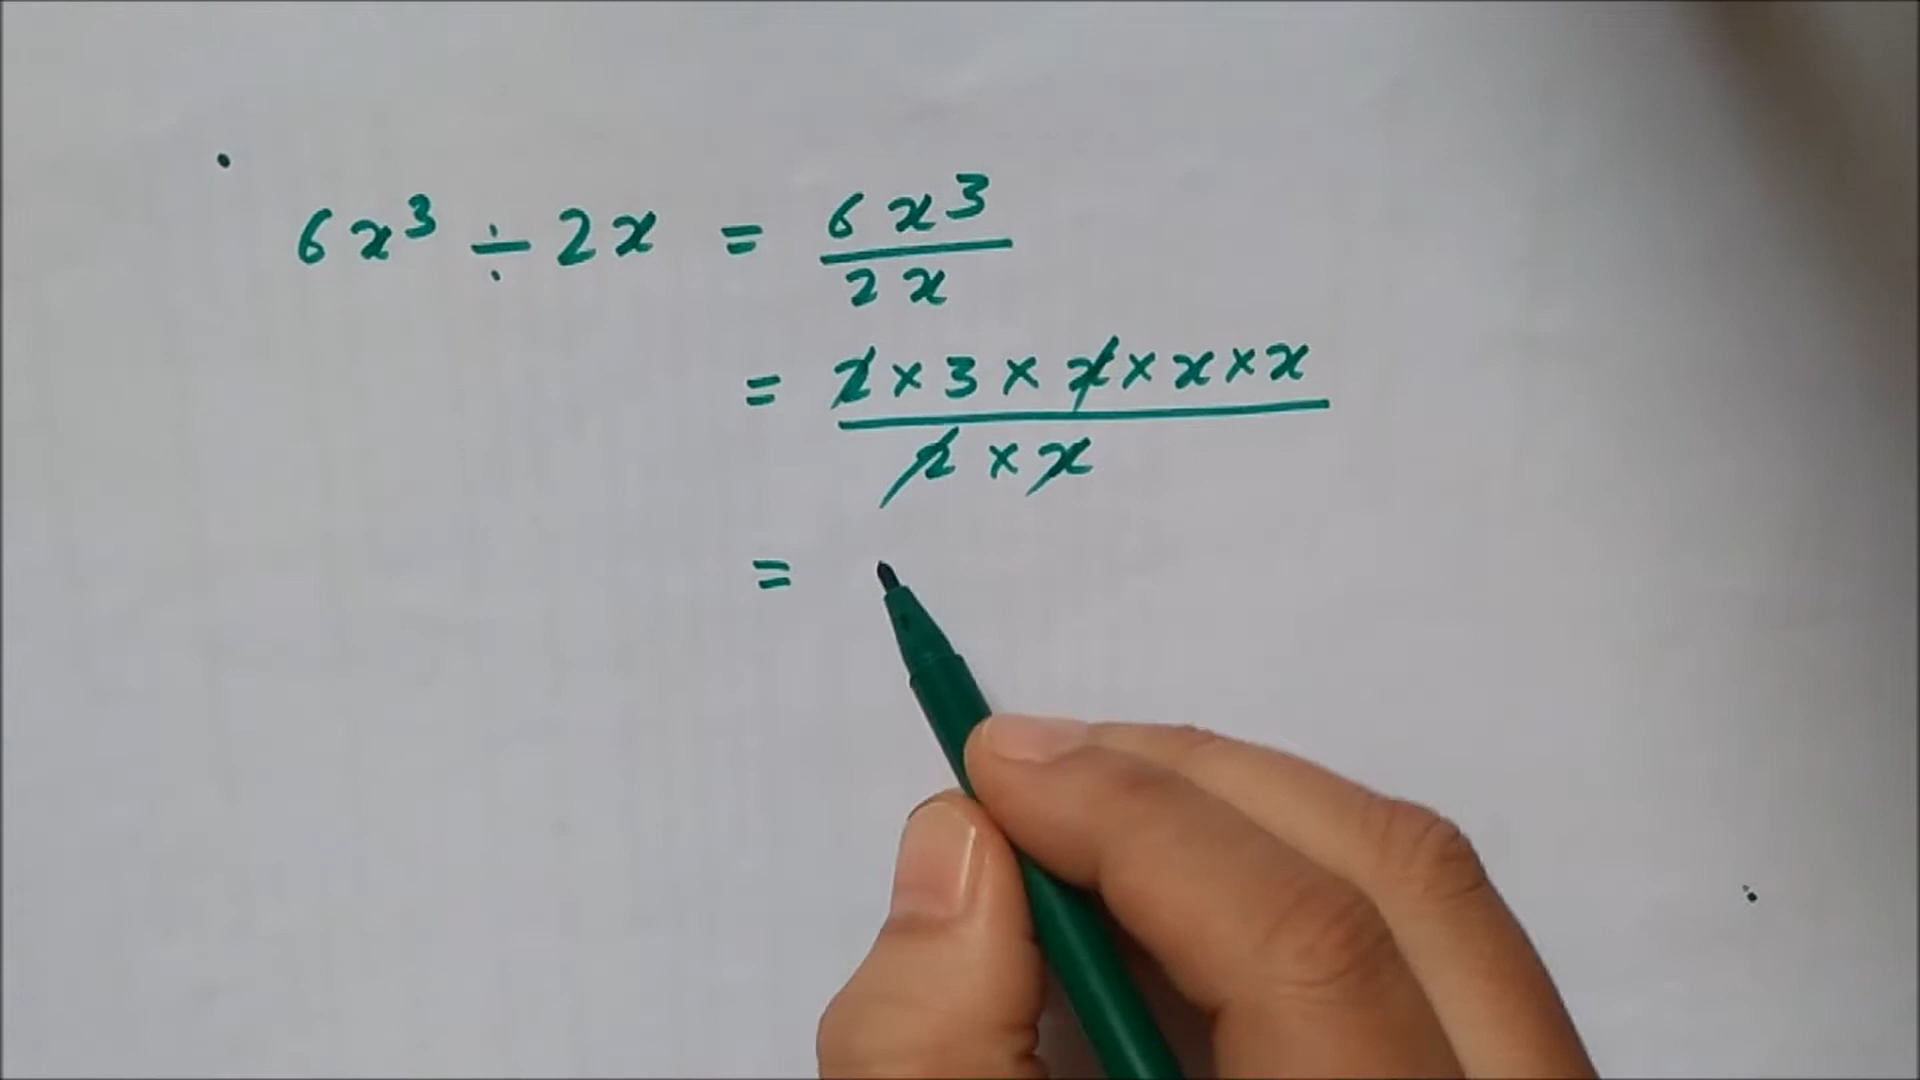 6x³ ÷ 2x = 6x³/2x
= 2 × 3 × x × x × x / 2 × x
=